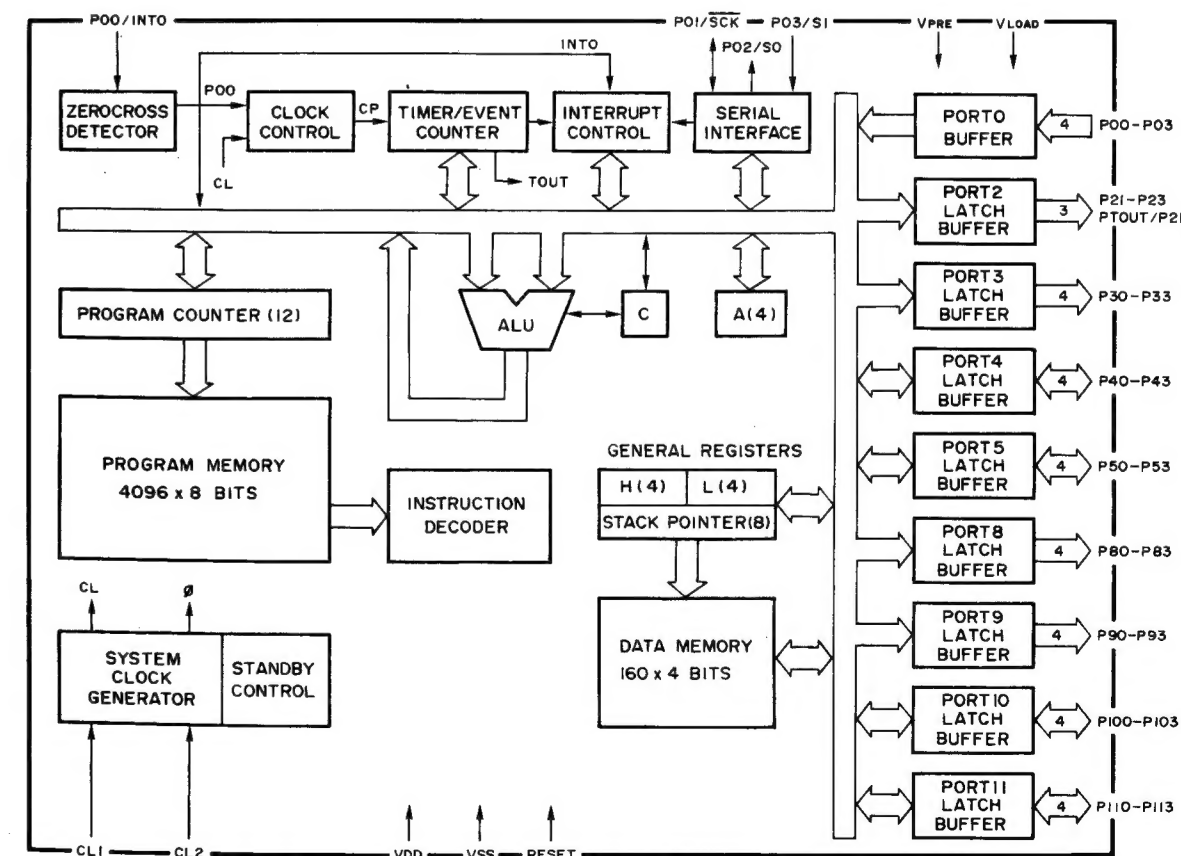 P00/INT0
P01/SCK P03/SI
VPRE VLOAD
INTO
P02/SO
P00
ZEROCROSS
DETECTOR
CLOCK
CONTROL
CP
TIMER/EVENT
COUNTER
INTERRUPT
CONTROL
SERIAL
INTERFACE
PORT0
BUFFER
4
P00-P03
CL
TOUT
PORT2
LATCH
BUFFER
3
P21-P23
PTOUT/P21
PROGRAM COUNTER (12)
ALU
C
A(4)
PORT3
LATCH
BUFFER
4
P30-P33
PORT4
LATCH
BUFFER
4
P40-P43
PROGRAM MEMORY
4096 x 8 BITS
INSTRUCTION
DECODER
GENERAL REGISTERS
H(4) L(4)
STACK POINTER(8)
PORT5
LATCH
BUFFER
4
P50-P53
PORT8
LATCH
BUFFER
4
P80-P83
CL ø
SYSTEM
CLOCK
GENERATOR
STANDBY
CONTROL
DATA MEMORY
160 x 4 BITS
PORT9
LATCH
BUFFER
4
P90-P93
PORT10
LATCH
BUFFER
4
P100-P103
PORT11
LATCH
BUFFER
4
P110-P113
CL1 CL2 VDD VSS RESET